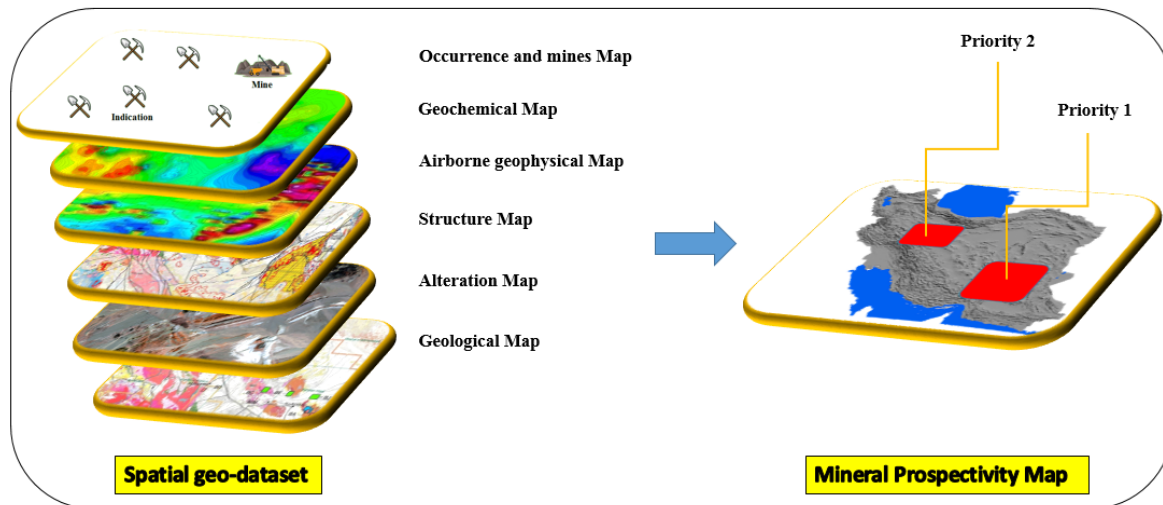 Occurrence and mines Map
Mine
Indication
Geochemical Map
Airborne geophysical Map
Structure Map
Alteration Map
Geological Map
Spatial geo-dataset
Priority 2
Priority 1
Mineral Prospectivity Map